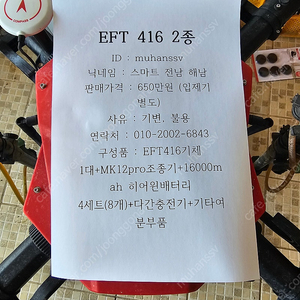 EFT 416 2종
ID : muhanssv
닉네임 : 스마트 전남 해남
판매가격 : 650만원 (입제기
별도)
사유 : 기변, 불용
연락처 : 010-2002-6843
구성품 : EFT416기체
1대+MK12pro조종기+16000m
ah 히어원배터리
4세트(8개)+다간충전기+기타여
분부품